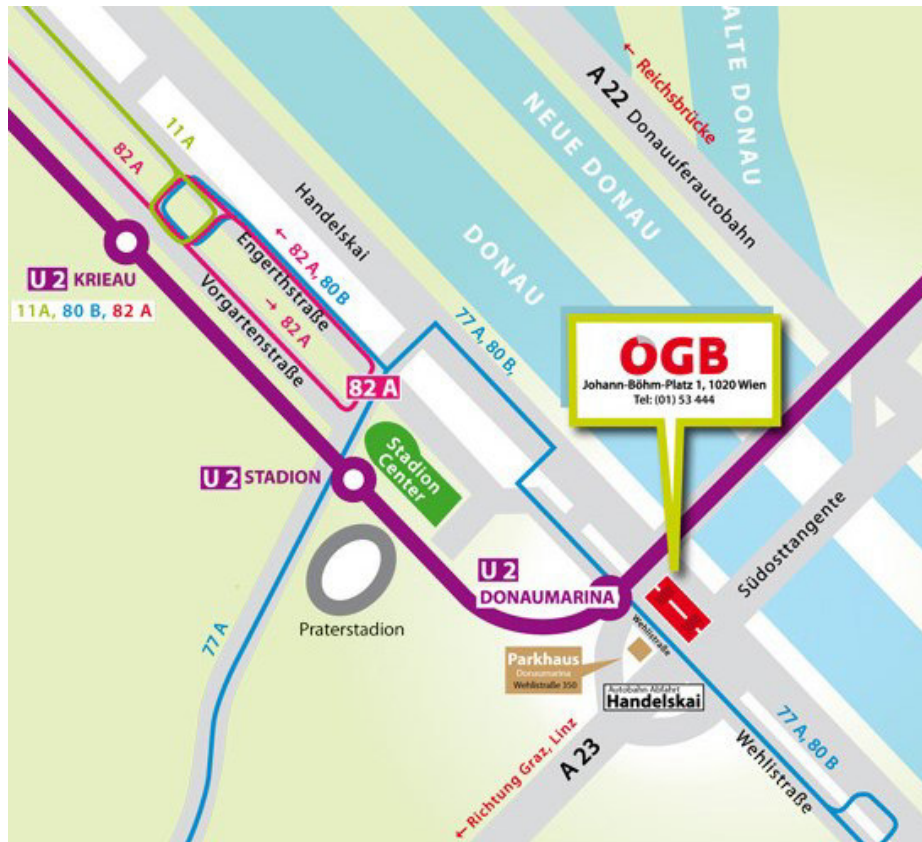 ALTE DONAU
← Reichsbrücke
A 22 Donauuferautobahn
NEUE DONAU
DONAU
11 A
82 A
Handelskai
← 82 A, 80 B
Engerthstraße
→ 82 A
Vorgartenstraße
U 2 KRIEAU
11A, 80 B, 82 A
77 A, 80 B,
ÖGB
Johann-Böhm-Platz 1, 1020 Wien
Tel: (01) 53 444
82 A
Stadion
Center
U 2 STADION
Südosttangente
U 2
DONAUMARINA
Praterstadion
77 A
Wehlistraße
Parkhaus
Donaumarina
Wehlistraße 350
Autobahn Abfahrt
Handelskai
77 A, 80 B
Wehlistraße
A 23
← Richtung Graz, Linz